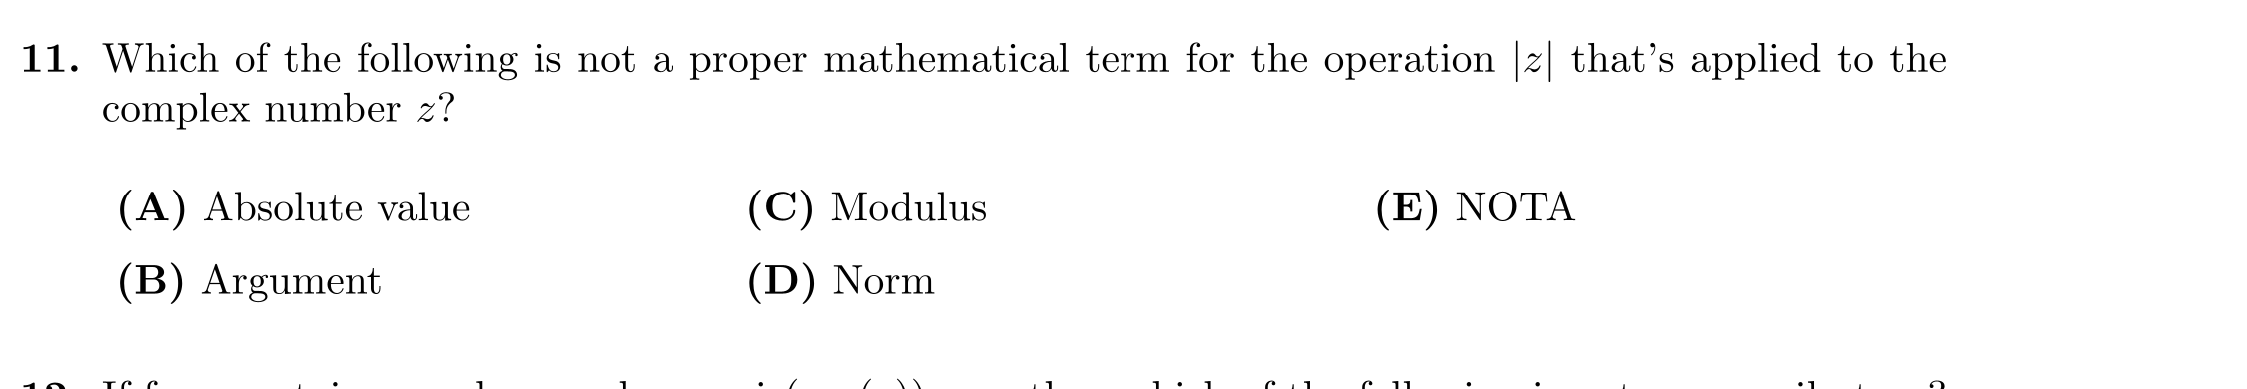 11. Which of the following is not a proper mathematical term for the operation |z| that's applied to the
complex number z?
(A) Absolute value
(B) Argument
(C) Modulus
(D) Norm
(E) NOTA